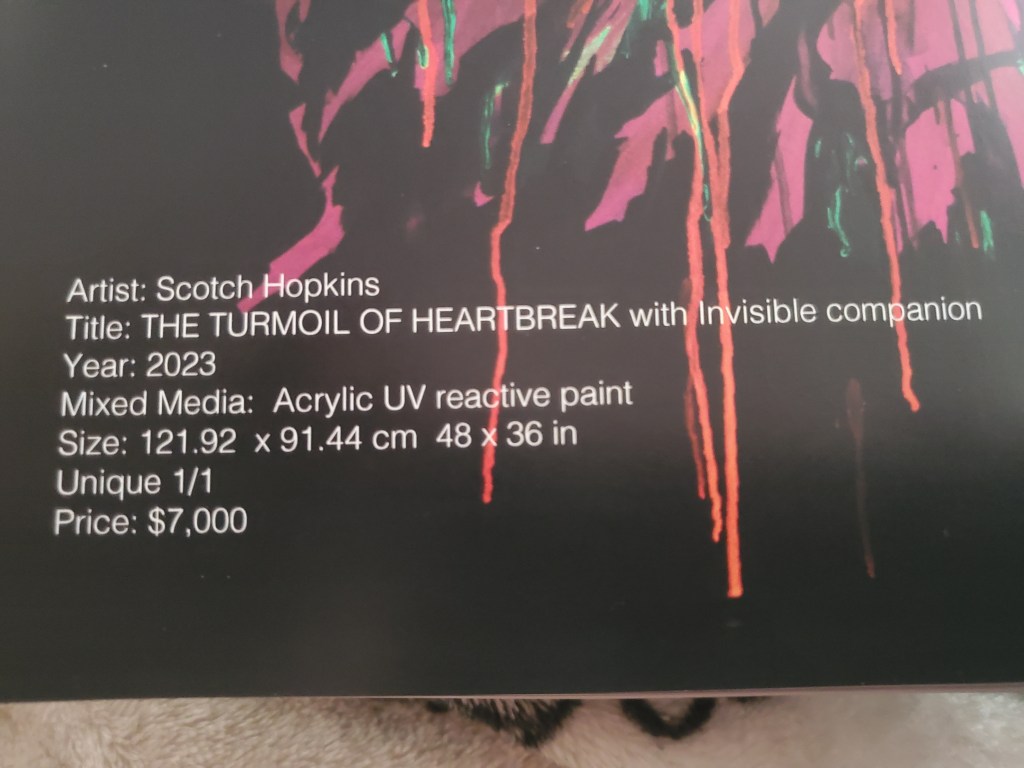 Artist: Scotch Hopkins
Title: THE TURMOIL OF HEARTBREAK with Invisible companion
Year: 2023
Mixed Media:  Acrylic UV reactive paint
Size: 121.92  x 91.44 cm  48 x 36 in
Unique 1/1
Price: $7,000